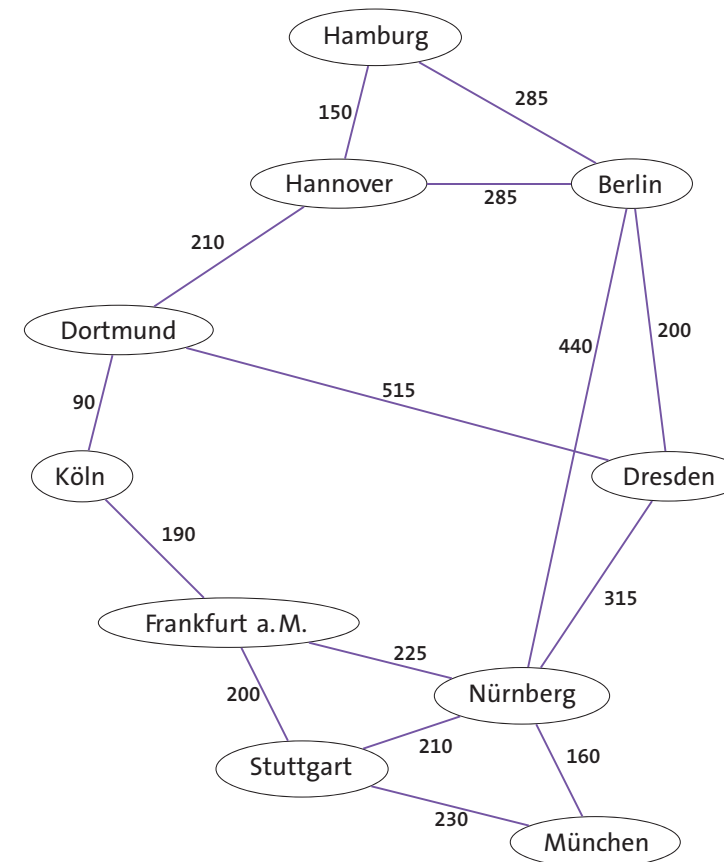 Hamburg
285
150
Hannover
Berlin
285
210
Dortmund
440
200
515
90
Köln
Dresden
190
315
Frankfurt a.M.
225
200
Nürnberg
210
160
Stuttgart
230
München